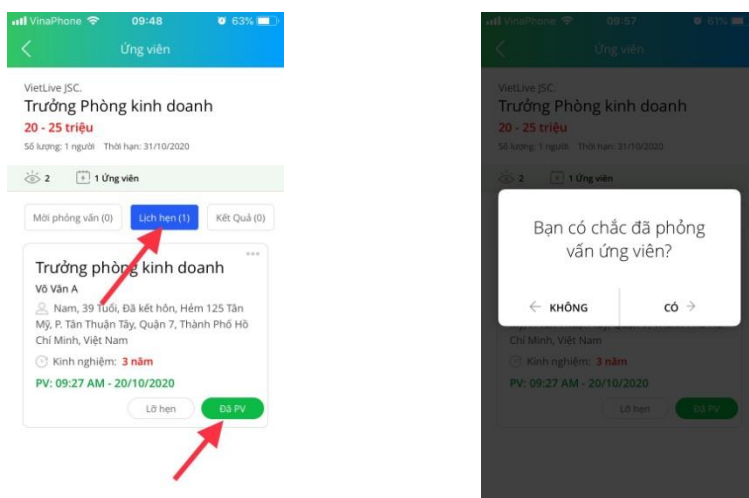 VinaPhone 09:48 63%
Ứng viên
VietLive JSC.
Trưởng Phòng kinh doanh
20 - 25 triệu
Số lượng: 1 người Thời hạn: 31/10/2020
2 1 Ứng viên
Mời phỏng vấn (0) Lịch hẹn (1) Kết Quả (0)
Trưởng phòng kinh doanh
Võ Văn A
Nam, 39 Tuổi, Đã kết hôn, Hẻm 125 Tân
Mỹ, P. Tân Thuận Tây, Quận 7, Thành Phố Hồ
Chí Minh, Việt Nam
Kinh nghiệm: 3 năm
PV: 09:27 AM - 20/10/2020
Lỡ hẹn Đã PV
VinaPhone 09:57 61%
Ứng viên
VietLive JSC.
Trưởng Phòng kinh doanh
20 - 25 triệu
Số lượng: 1 người Thời hạn: 31/10/2020
2 1 Ứng viên
Bạn có chắc đã phỏng
vấn ứng viên?
KHÔNG CÓ
Chí Minh, Việt Nam
Kinh nghiệm: 3 năm
PV: 09:27 AM - 20/10/2020
Lỡ hẹn Đã PV